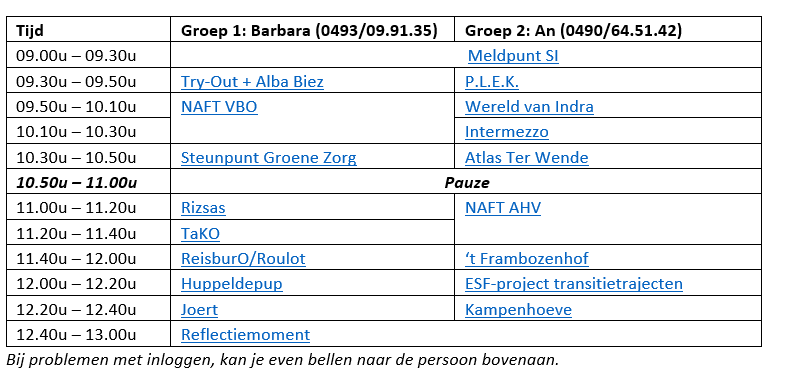 Tijd Groep 1: Barbara (0493/09.91.35) Groep 2: An (0490/64.51.42)
09.00u – 09.30u Meldpunt SI
09.30u – 09.50u Try-Out + Alba Biez P.L.E.K.
09.50u – 10.10u NAFT VBO Wereld van Indra
10.10u – 10.30u Intermezzo
10.30u – 10.50u Steunpunt Groene Zorg Atlas Ter Wende
10.50u – 11.00u Pauze
11.00u – 11.20u Rizsas NAFT AHV
11.20u – 11.40u TaKO
11.40u – 12.00u ReisburO/Roulot ‘t Frambozenhof
12.00u – 12.20u Huppeldepup ESF-project transitietrajecten
12.20u – 12.40u Joert Kampenhoeve
12.40u – 13.00u Reflectiemoment
Bij problemen met inloggen, kan je even bellen naar de persoon bovenaan.